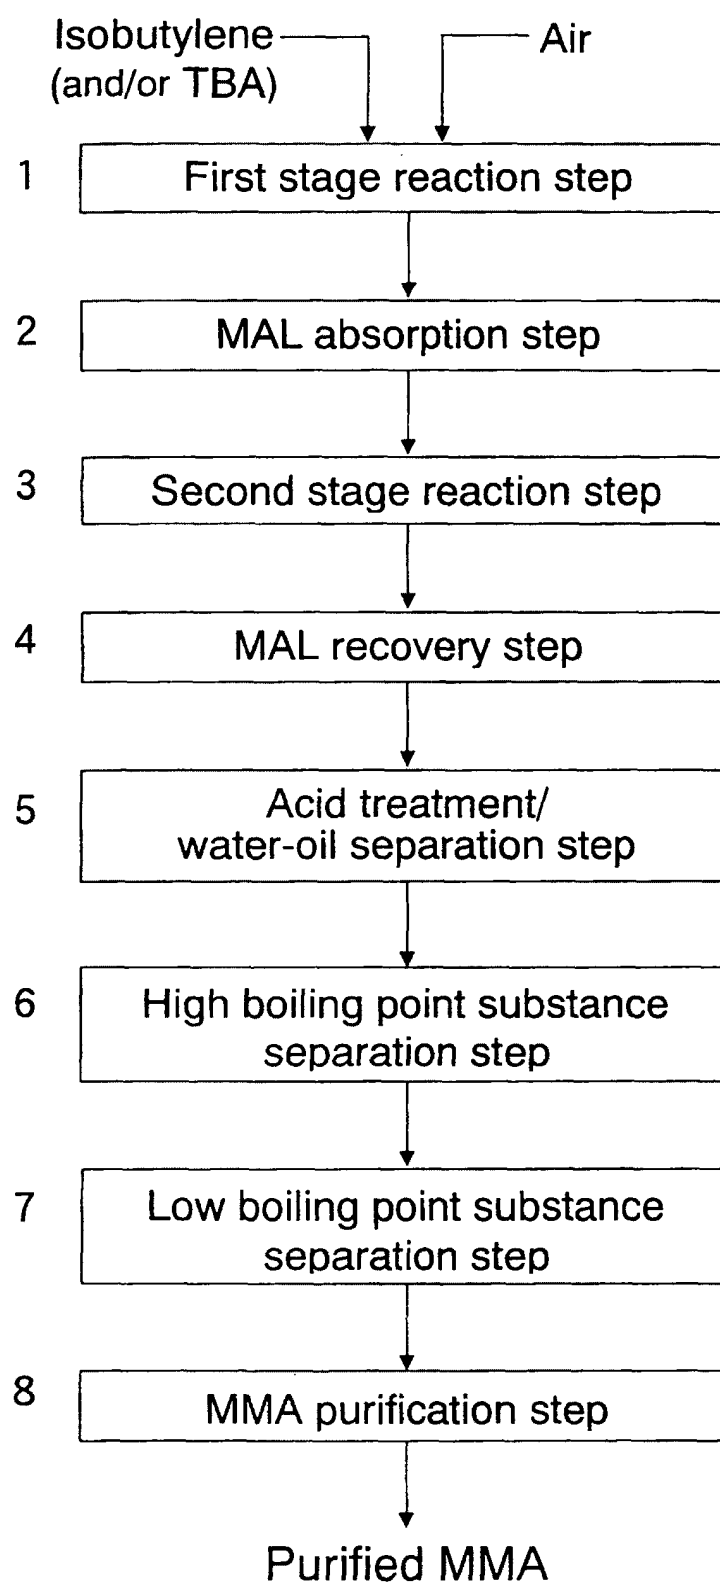 Isobutylene
(and/or TBA)
Air
1
First stage reaction step
2
MAL absorption step
3
Second stage reaction step
4
MAL recovery step
5
Acid treatment/
water-oil separation step
6
High boiling point substance
separation step
7
Low boiling point substance
separation step
8
MMA purification step
Purified MMA